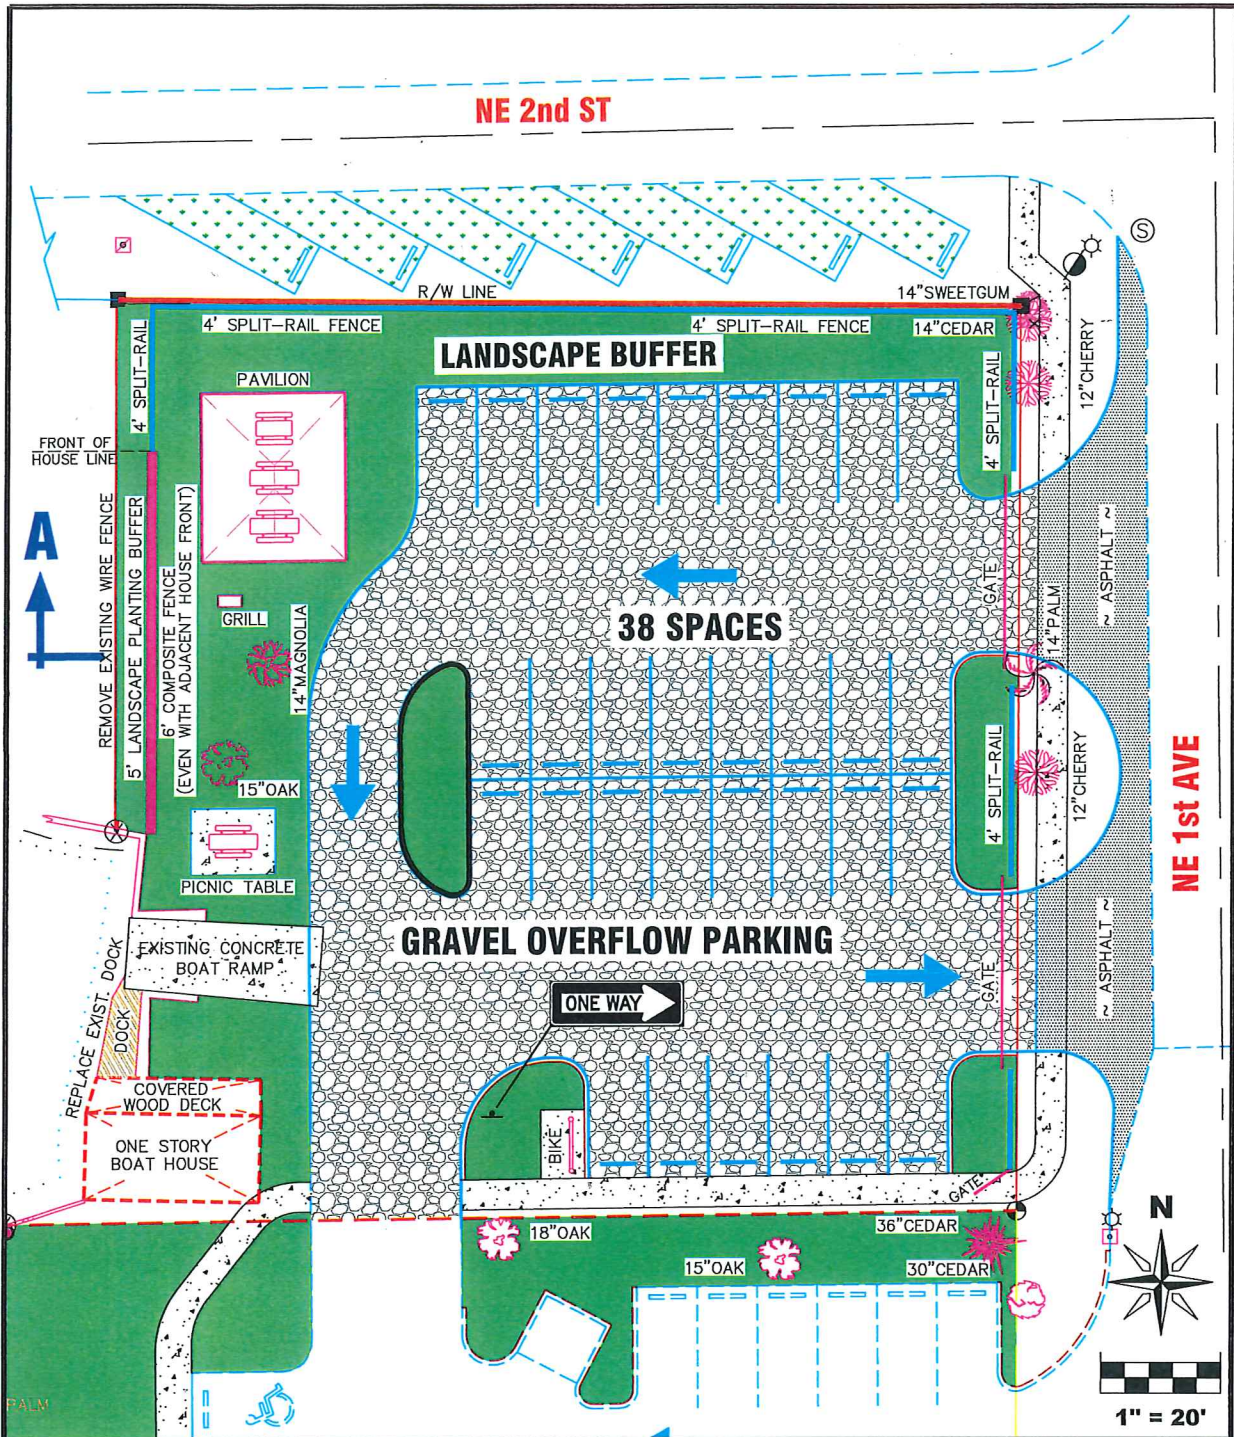 NE 2nd ST
S
R/W LINE
14"SWEETGUM
4' SPLIT-RAIL FENCE
4' SPLIT-RAIL FENCE
14"CEDAR
LANDSCAPE BUFFER
4' SPLIT-RAIL
PAVILION
4' SPLIT-RAIL
12"CHERRY
FRONT OF
HOUSE LINE
A
REMOVE EXISTING WIRE FENCE
5' LANDSCAPE PLANTING BUFFER
6' COMPOSITE FENCE
(EVEN WITH ADJACENT HOUSE FRONT)
GRILL
14"MAGNOLIA
38 SPACES
GATE
14"PALM
~ ASPHALT ~
15"OAK
4' SPLIT-RAIL
12"CHERRY
NE 1st AVE
PICNIC TABLE
EXISTING CONCRETE
BOAT RAMP
GRAVEL OVERFLOW PARKING
GATE
~ ASPHALT ~
ONE WAY
REPLACE EXIST. DOCK
DOCK
COVERED
WOOD DECK
ONE STORY
BOAT HOUSE
BIKE
GATE
18"OAK
36"CEDAR
15"OAK
30"CEDAR
N
PALM
1" = 20'